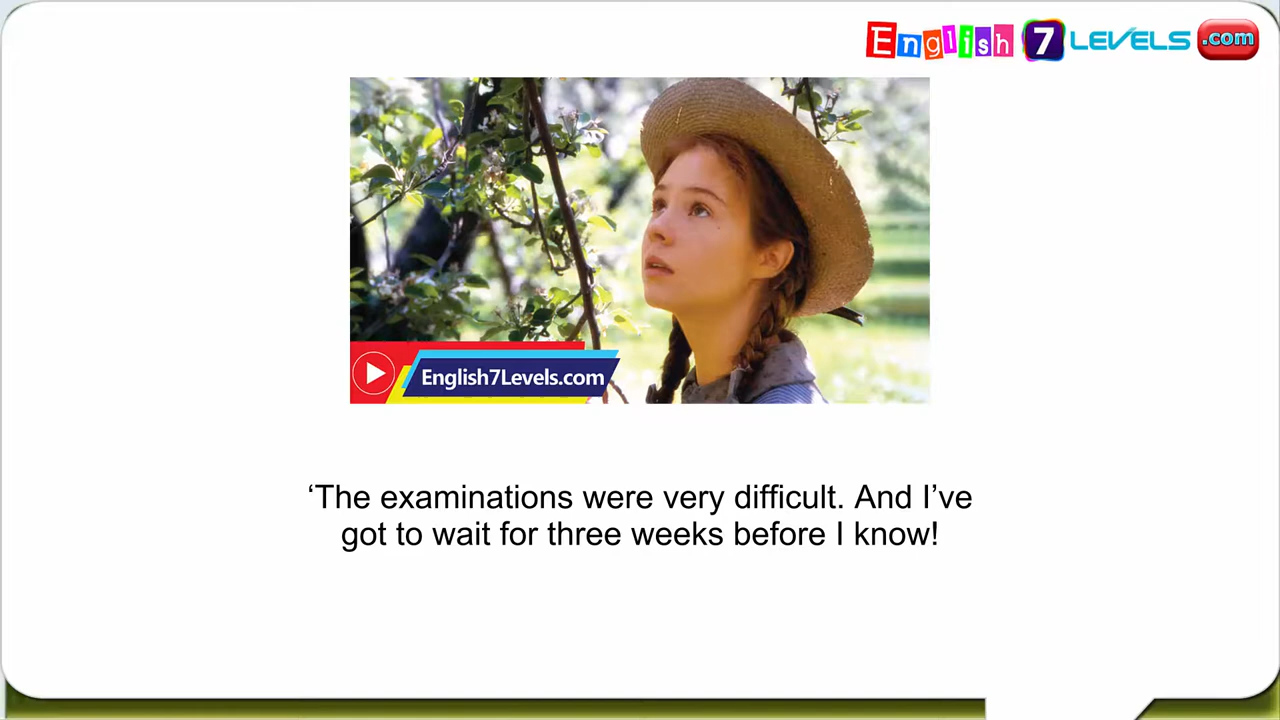 English 7 LEVELS .com
English7Levels.com
‘The examinations were very difficult. And I’ve
got to wait for three weeks before I know!